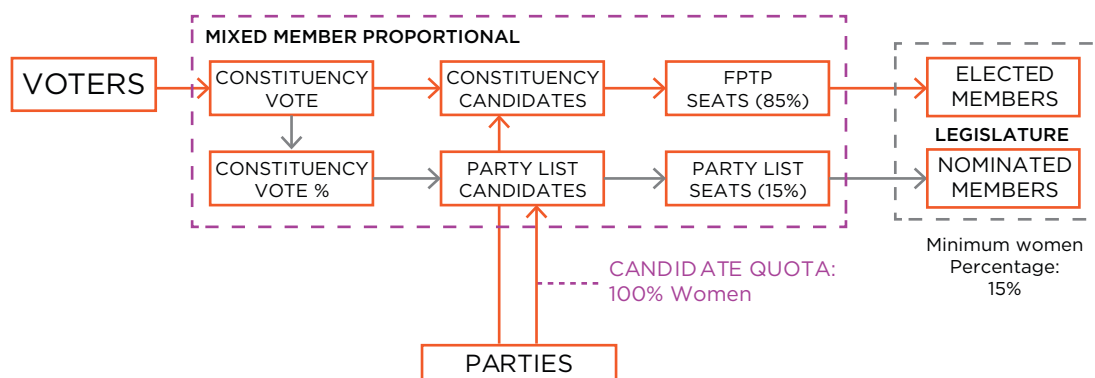 MIXED MEMBER PROPORTIONAL
VOTERS
CONSTITUENCY
VOTE
CONSTITUENCY
CANDIDATES
FPTP
SEATS (85%)
ELECTED
MEMBERS
LEGISLATURE
CONSTITUENCY
VOTE %
PARTY LIST
CANDIDATES
PARTY LIST
SEATS (15%)
NOMINATED
MEMBERS
Minimum women
Percentage:
15%
CANDIDATE QUOTA:
100% Women
PARTIES